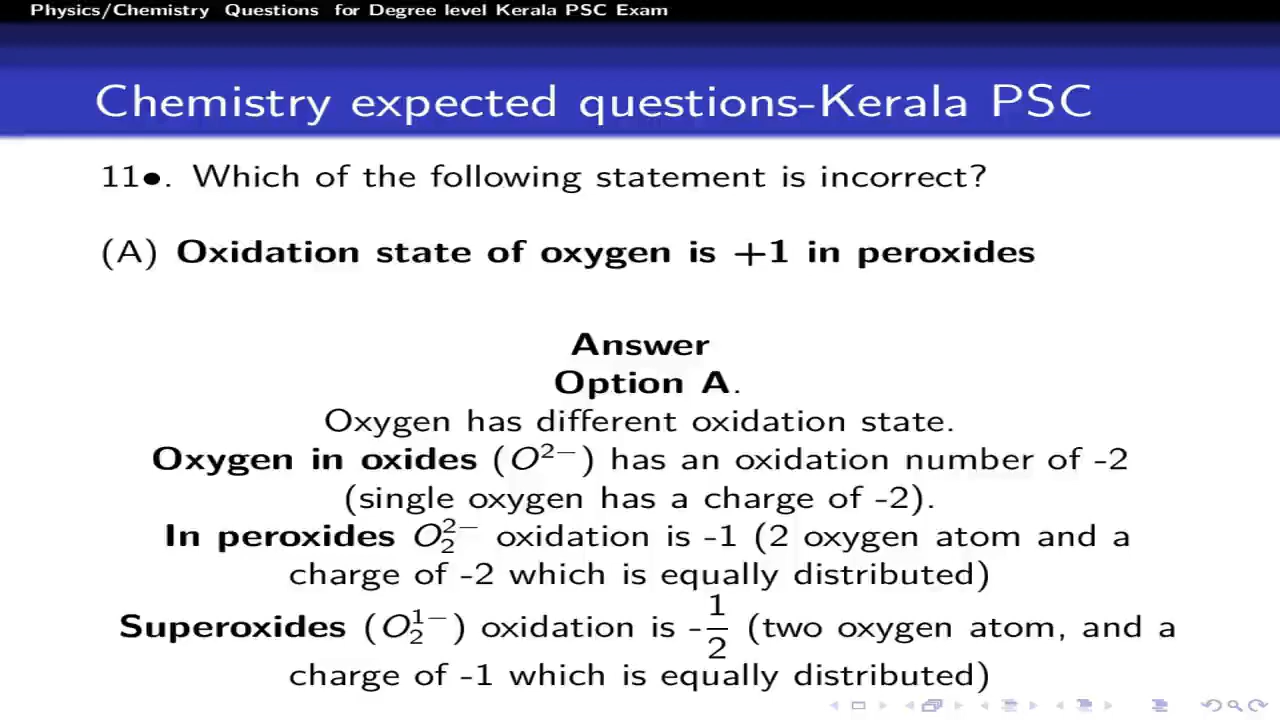 Physics/Chemistry Questions for Degree level Kerala PSC Exam
Chemistry expected questions-Kerala PSC
11•. Which of the following statement is incorrect?
(A) Oxidation state of oxygen is +1 in peroxides
Answer
Option A.
Oxygen has different oxidation state.
Oxygen in oxides (O²⁻) has an oxidation number of -2
(single oxygen has a charge of -2).
In peroxides O₂²⁻ oxidation is -1 (2 oxygen atom and a
charge of -2 which is equally distributed)
Superoxides (O₂¹⁻) oxidation is -1/2 (two oxygen atom, and a
charge of -1 which is equally distributed)